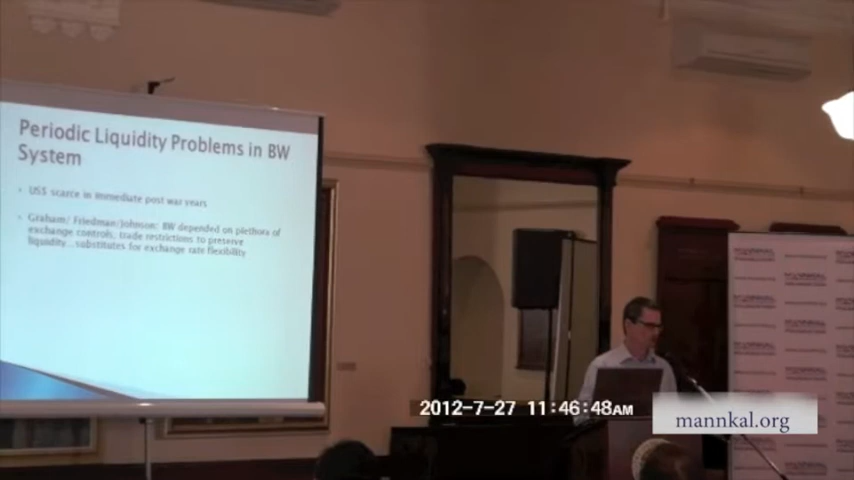 Periodic Liquidity Problems in BW
System
US$ scarce in immediate post war years
Graham/ Friedman/Johnson: BW depended on plethora of
exchange controls; trade restrictions to preserve
liquidity...substitutes for exchange rate flexibility
MANNKAL
2012-7-27 11:46:48AM
mannkal.org